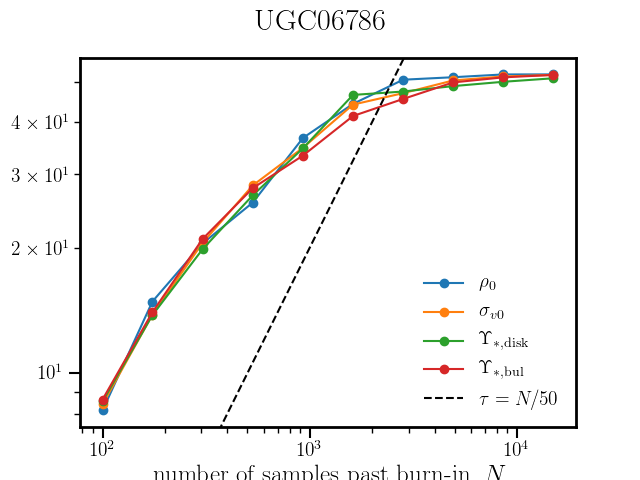 UGC06786
4 × 10¹
3 × 10¹
2 × 10¹
10¹
ρ₀
σᵥ₀
ϒ∗,disk
ϒ∗,bul
τ = N/50
10² 10³ 10⁴
number of samples past burn-in, N